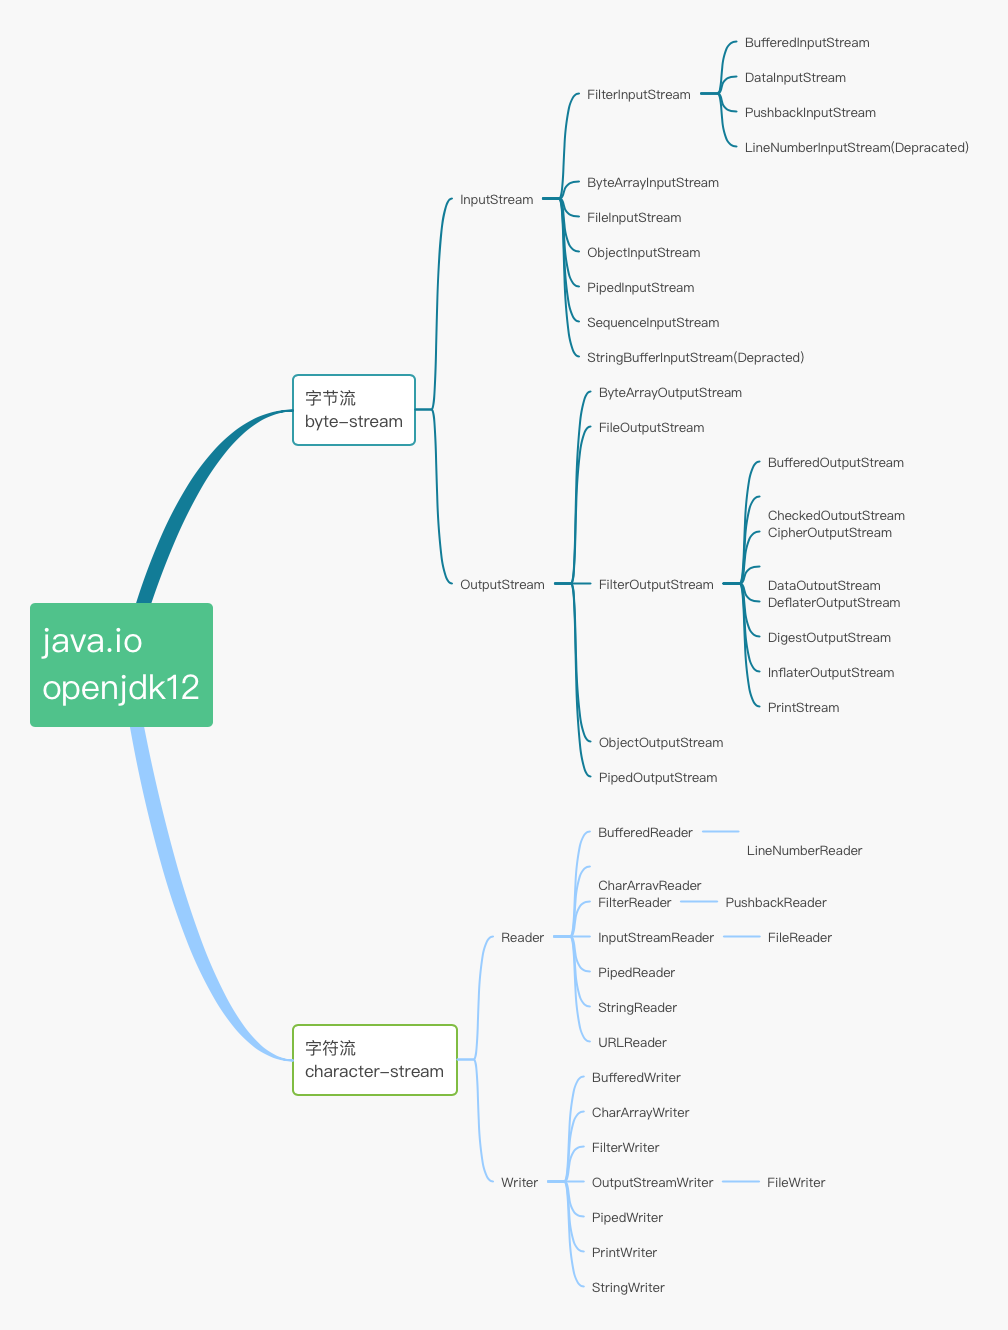 java.io
openjdk12
字节流
byte-stream
InputStream
FilterInputStream
BufferedInputStream
DataInputStream
PushbackInputStream
LineNumberInputStream(Depracated)
ByteArrayInputStream
FileInputStream
ObjectInputStream
PipedInputStream
SequenceInputStream
StringBufferInputStream(Depracted)
OutputStream
ByteArrayOutputStream
FileOutputStream
FilterOutputStream
BufferedOutputStream
CheckedOutputStream
CipherOutputStream
DataOutputStream
DeflaterOutputStream
DigestOutputStream
InflaterOutputStream
PrintStream
ObjectOutputStream
PipedOutputStream
字符流
character-stream
Reader
BufferedReader
LineNumberReader
CharArrayReader
FilterReader
PushbackReader
InputStreamReader
FileReader
PipedReader
StringReader
URLReader
Writer
BufferedWriter
CharArrayWriter
FilterWriter
OutputStreamWriter
FileWriter
PipedWriter
PrintWriter
StringWriter